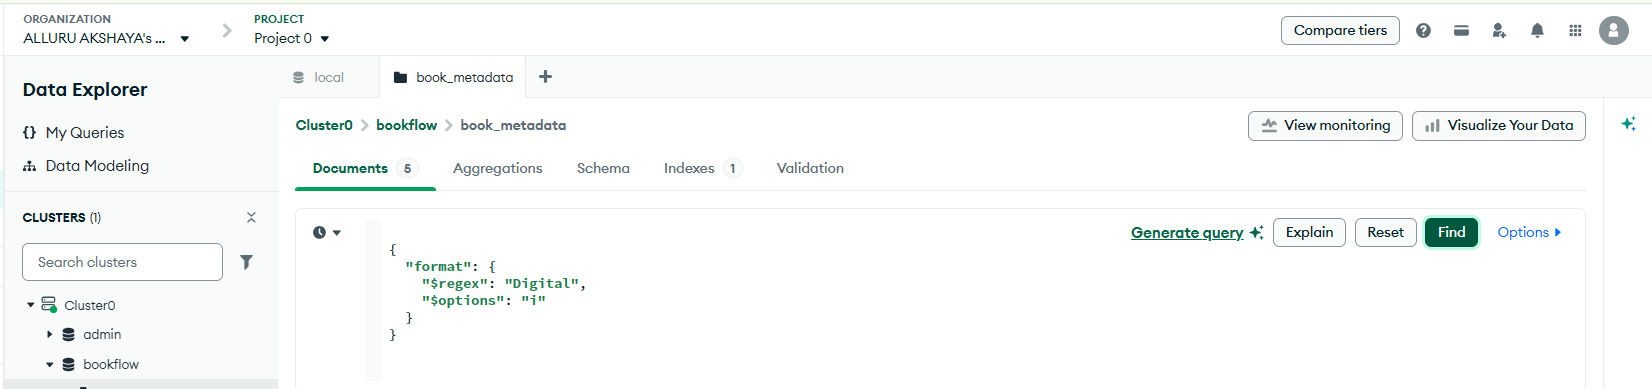 ORGANIZATION
ALLURU AKSHAYA's ...
PROJECT
Project 0
Compare tiers
Data Explorer
My Queries
Data Modeling
CLUSTERS (1)
Search clusters
Cluster0
admin
bookflow
local
book_metadata
Cluster0 > bookflow > book_metadata
View monitoring
Visualize Your Data
Documents 5
Aggregations
Schema
Indexes 1
Validation
Generate query
Explain
Reset
Find
Options
{
"format": {
"$regex": "Digital",
"$options": "i"
}
}